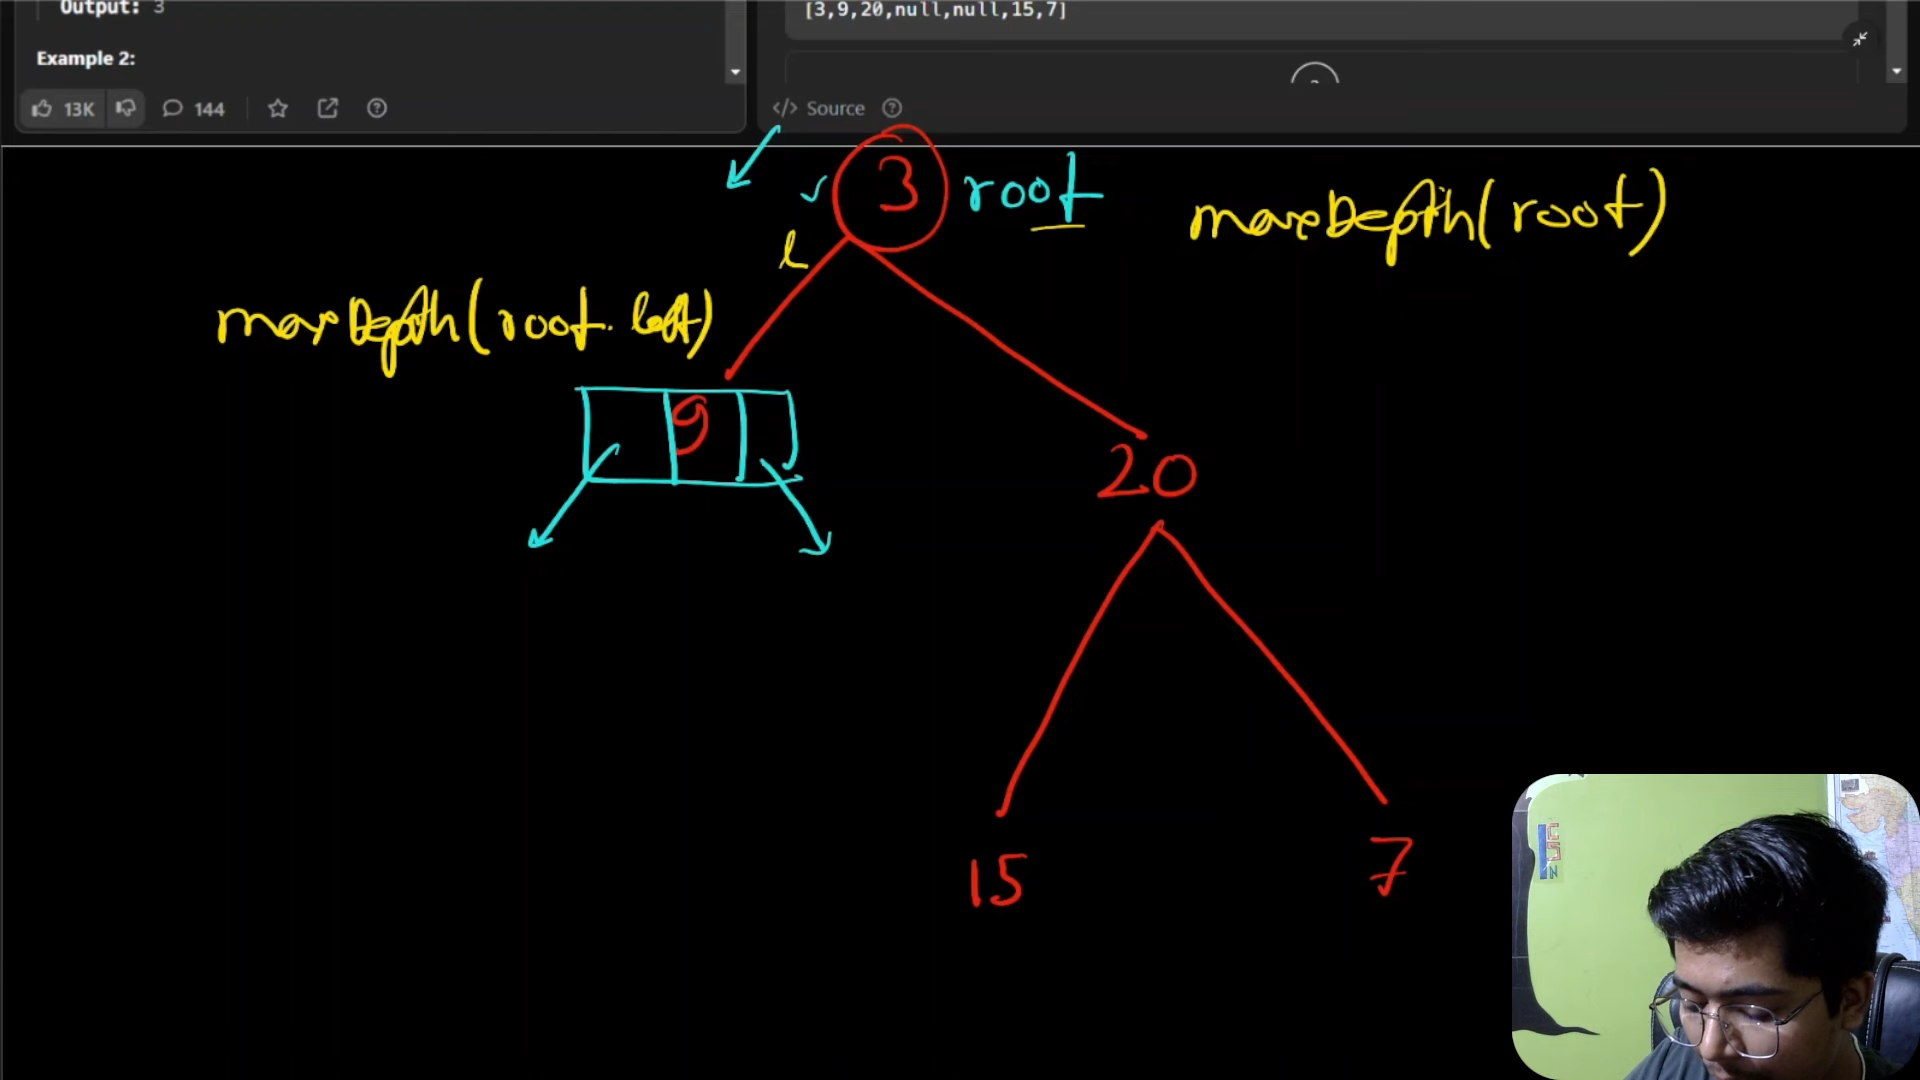 Output: 3
[3,9,20,null,null,15,7]
Example 2:
13K 144
</> Source
3 root
maxDepth(root)
l
maxDepth(root.left)
9
20
15
7